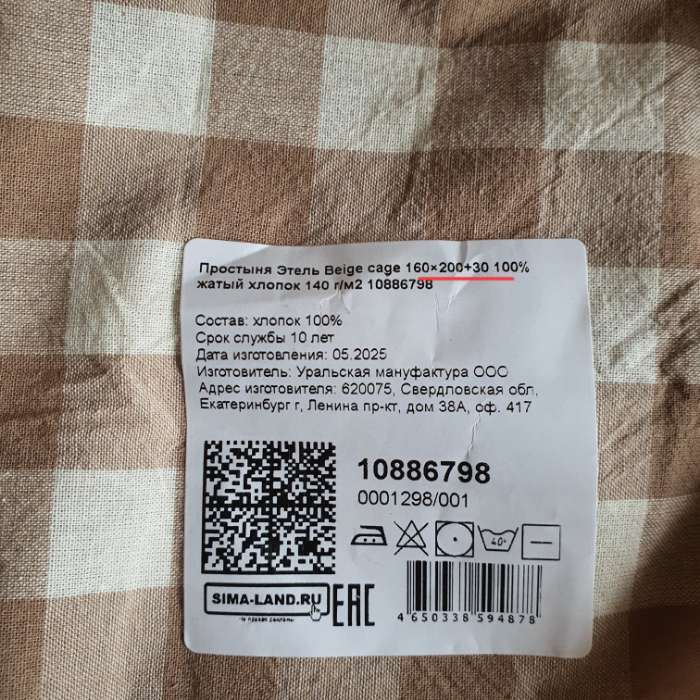 Простыня Этель Beige cage 160×200+30 100%
жатый хлопок 140 г/м2 10886798
Состав: хлопок 100%
Срок службы 10 лет
Дата изготовления: 05.2025
Изготовитель: Уральская мануфактура ООО
Адрес изготовителя: 620075, Свердловская обл,
Екатеринбург г, Ленина пр-кт, дом 38А, оф. 417
10886798
0001298/001
40°
SIMA-LAND.RU
EAC
4 650338 594878